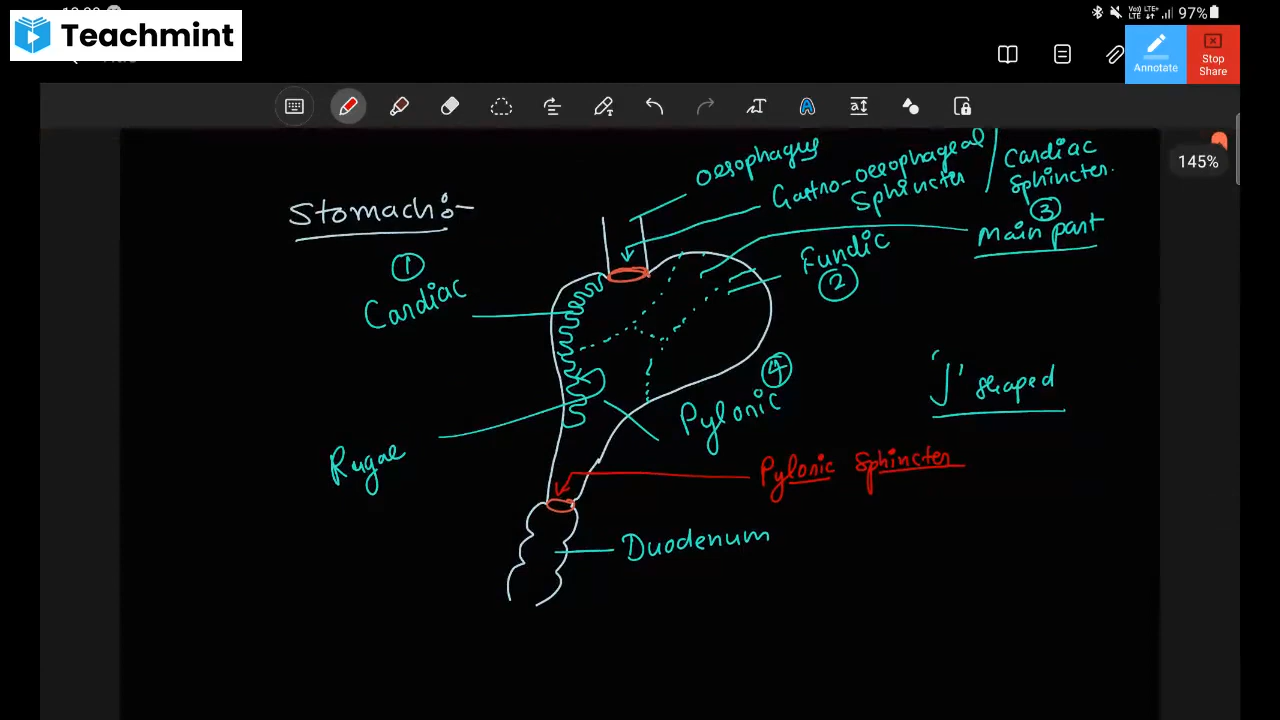 Teachmint
97%
Annotate
Stop
Share
145%
Stomach :-
Oesophagus
Gastro-oesophageal
Sphincter
/ Cardiac
Sphincter.
③
Main part
①
Cardiac
Fundic
②
④
Pyloric
'J' shaped
Rugae
Pyloric Sphincter
Duodenum